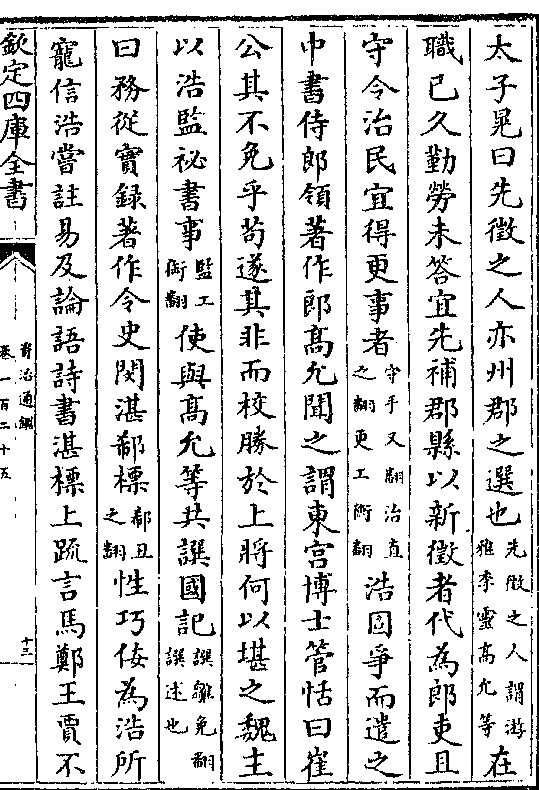 太子晃曰先徵之人亦州郡之選也先徵之人謂游雅李靈高允等在
職已久勤勞未答宜先補郡縣以新徵者代為郎吏且
守令治民宜得更事者守手又翻治直之翻更工衡翻浩固爭而遣之
中書侍郎領著作郎高允聞之謂東宫博士管恬曰崔
公其不免乎苟遂其非而校勝於上將何以堪之魏主
以浩監祕書事監工銜翻使與高允等共譔國記譔雛免翻譔述也
曰務從實録著作令史閔湛郗標郗丑之翻性巧佞為浩所
寵信浩嘗註易及論語詩書湛標上疏言馬鄭王賈不
欽定四庫全書
資治通鑑
卷一百二十五
十三